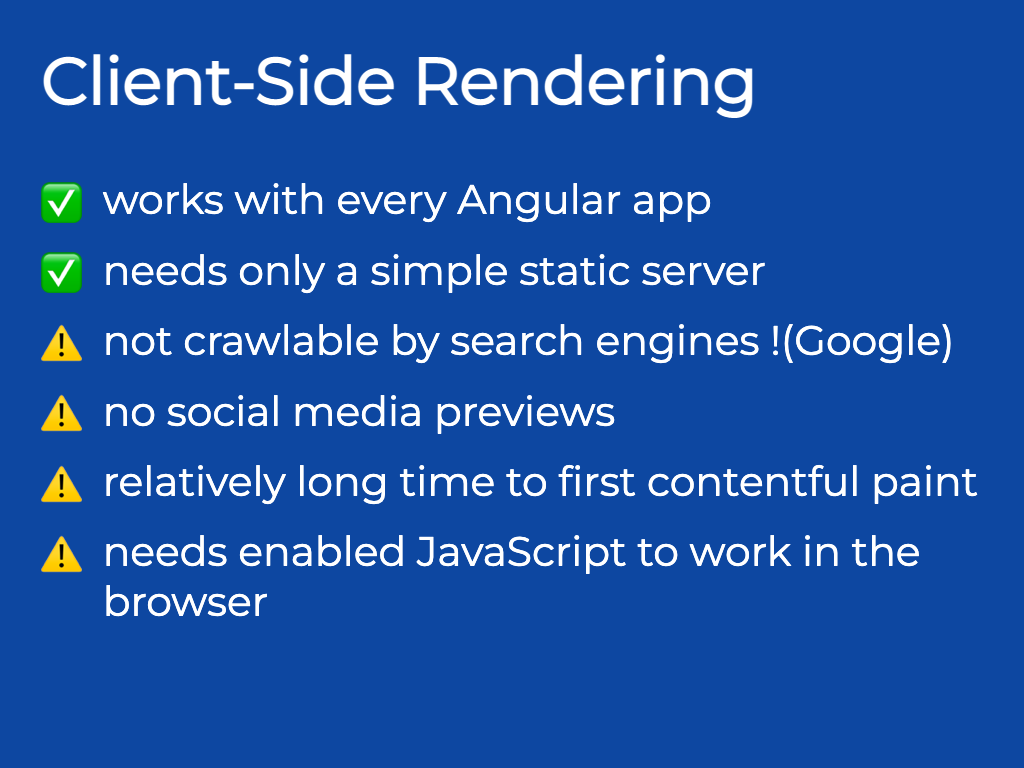 Client-Side Rendering
✅ works with every Angular app
✅ needs only a simple static server
⚠️ not crawlable by search engines !(Google)
⚠️ no social media previews
⚠️ relatively long time to first contentful paint
⚠️ needs enabled JavaScript to work in the
browser